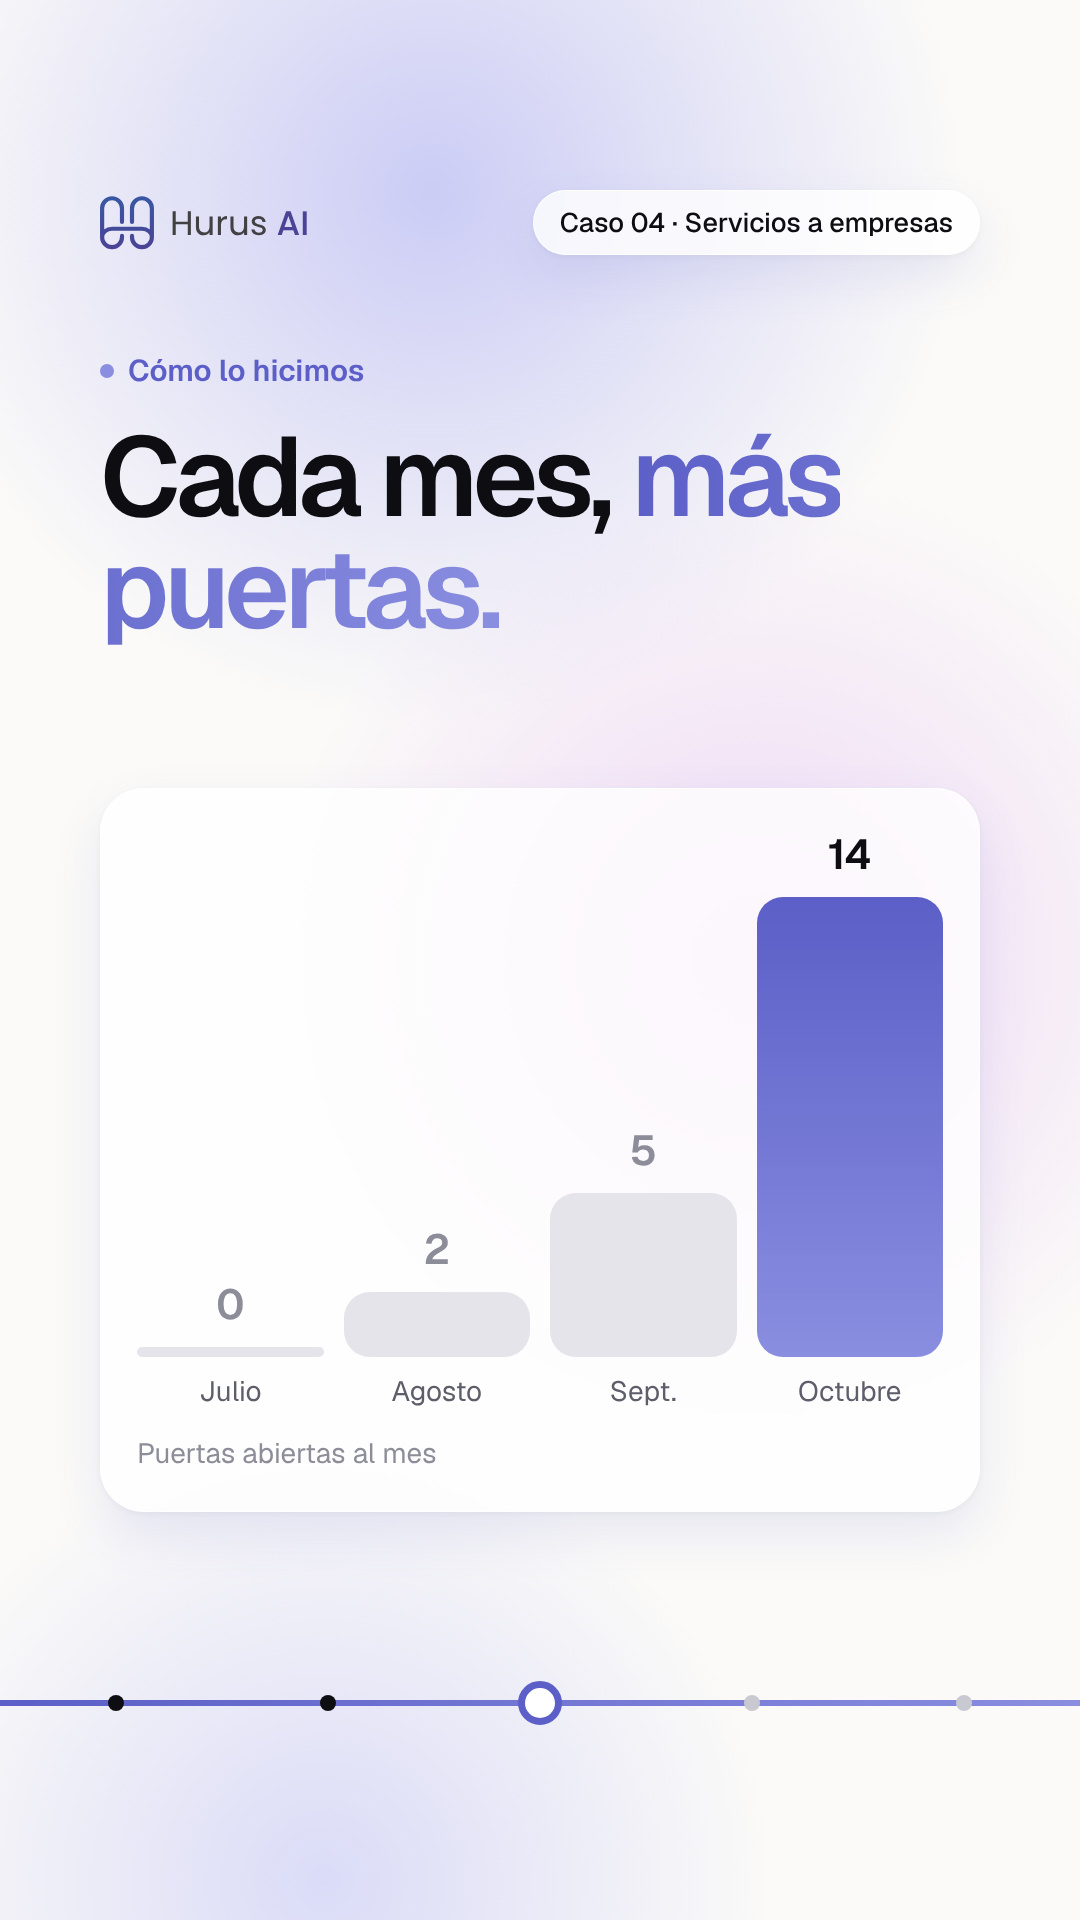 Hurus AI
Caso 04 · Servicios a empresas
Cómo lo hicimos
Cada mes, más
puertas.
14
5
2
0
Julio
Agosto
Sept.
Octubre
Puertas abiertas al mes